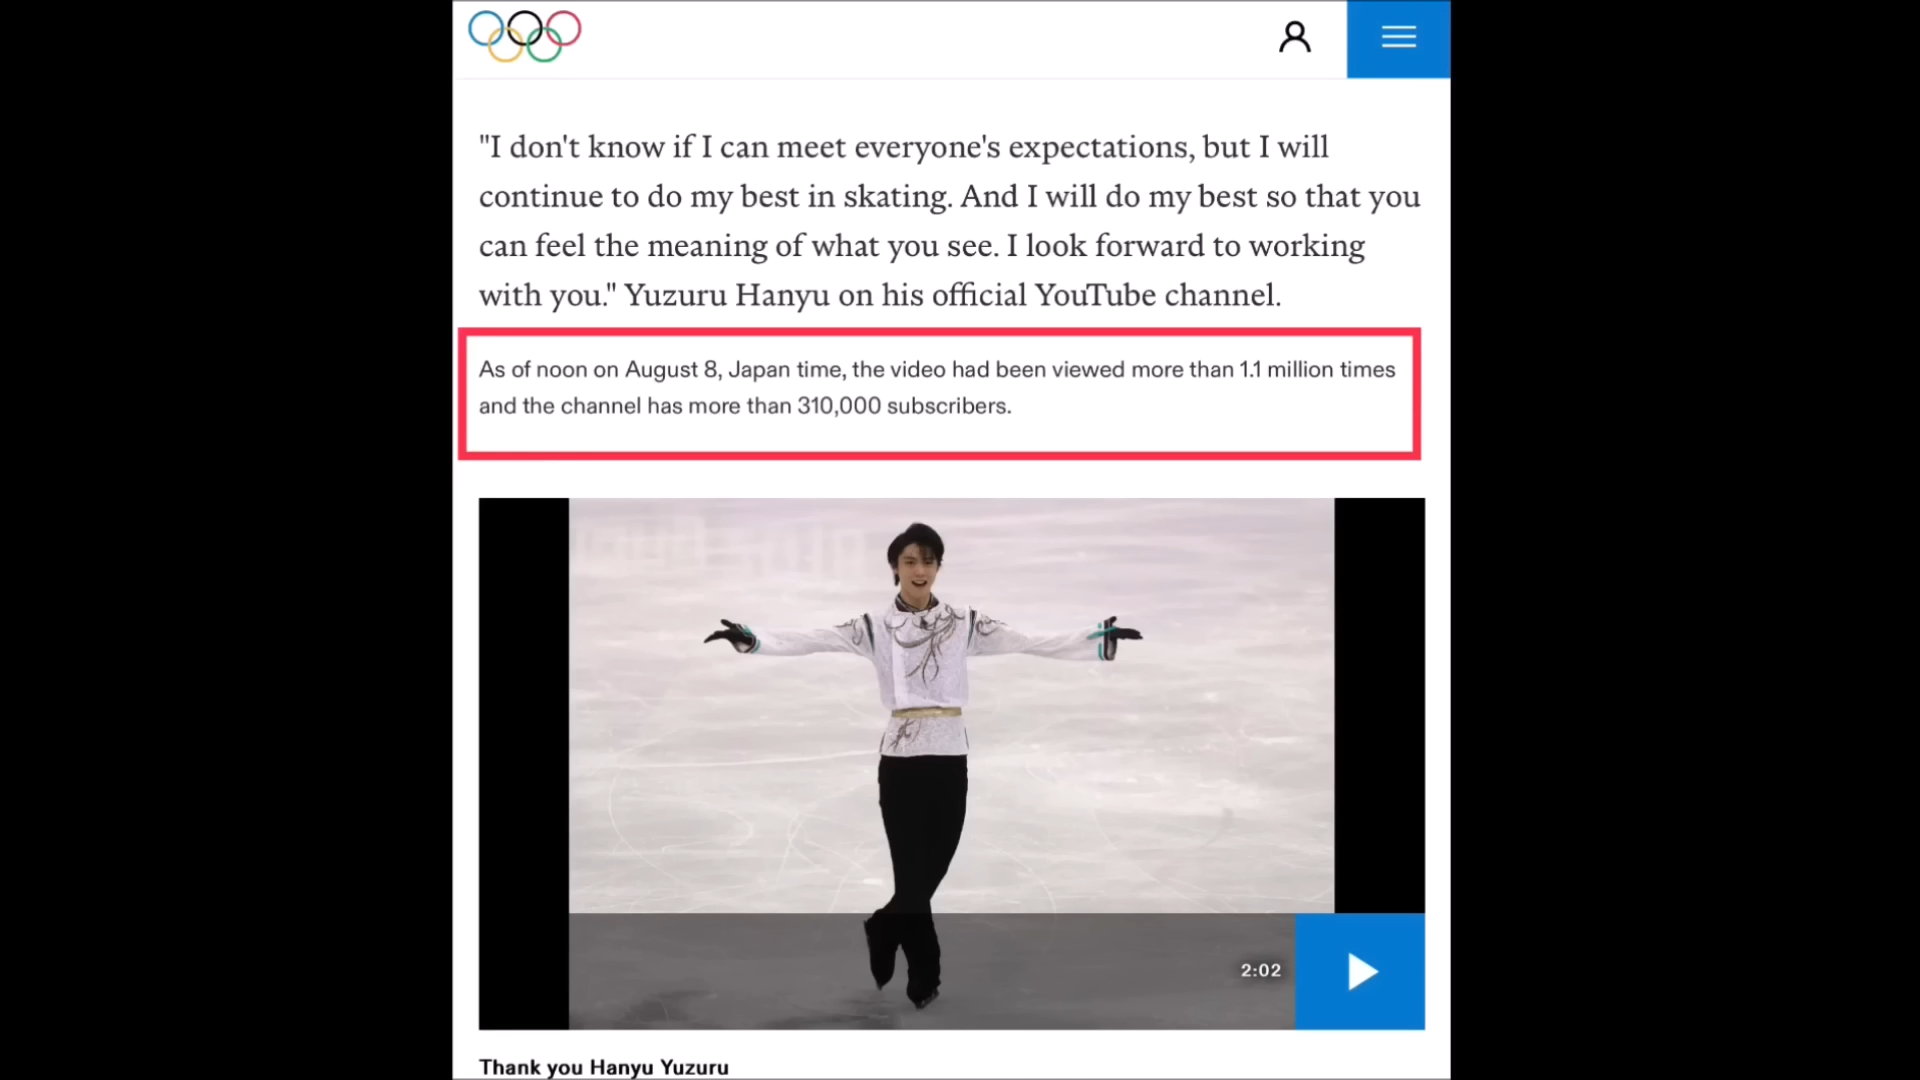 "I don't know if I can meet everyone's expectations, but I will
continue to do my best in skating. And I will do my best so that you
can feel the meaning of what you see. I look forward to working
with you." Yuzuru Hanyu on his official YouTube channel.
As of noon on August 8, Japan time, the video had been viewed more than 1.1 million times
and the channel has more than 310,000 subscribers.
2:02
Thank you Hanyu Yuzuru